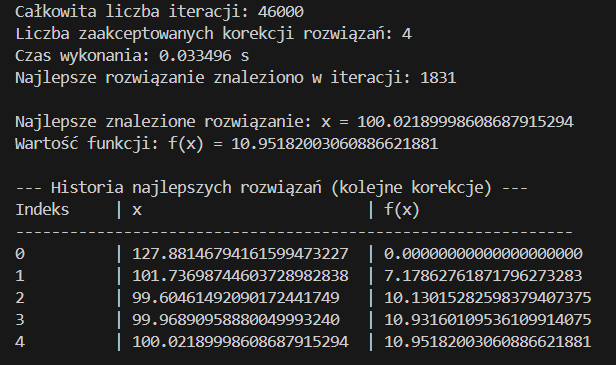 Całkowita liczba iteracji: 46000
Liczba zaakceptowanych korekcji rozwiązań: 4
Czas wykonania: 0.033496 s
Najlepsze rozwiązanie znaleziono w iteracji: 1831

Najlepsze znalezione rozwiązanie: x = 100.02189998608687915294
Wartość funkcji: f(x) = 10.95182003060886621881

--- Historia najlepszych rozwiązań (kolejne korekcje) ---
Indeks | x | f(x)
-------------------------------------------------------------
0 | 127.88146794161599473227 | 0.00000000000000000000
1 | 101.73698744603728982838 | 7.17862761871796273283
2 | 99.60461492090172441749 | 10.13015282598379407375
3 | 99.96890958880049993240 | 10.93160109536109914075
4 | 100.02189998608687915294 | 10.95182003060886621881